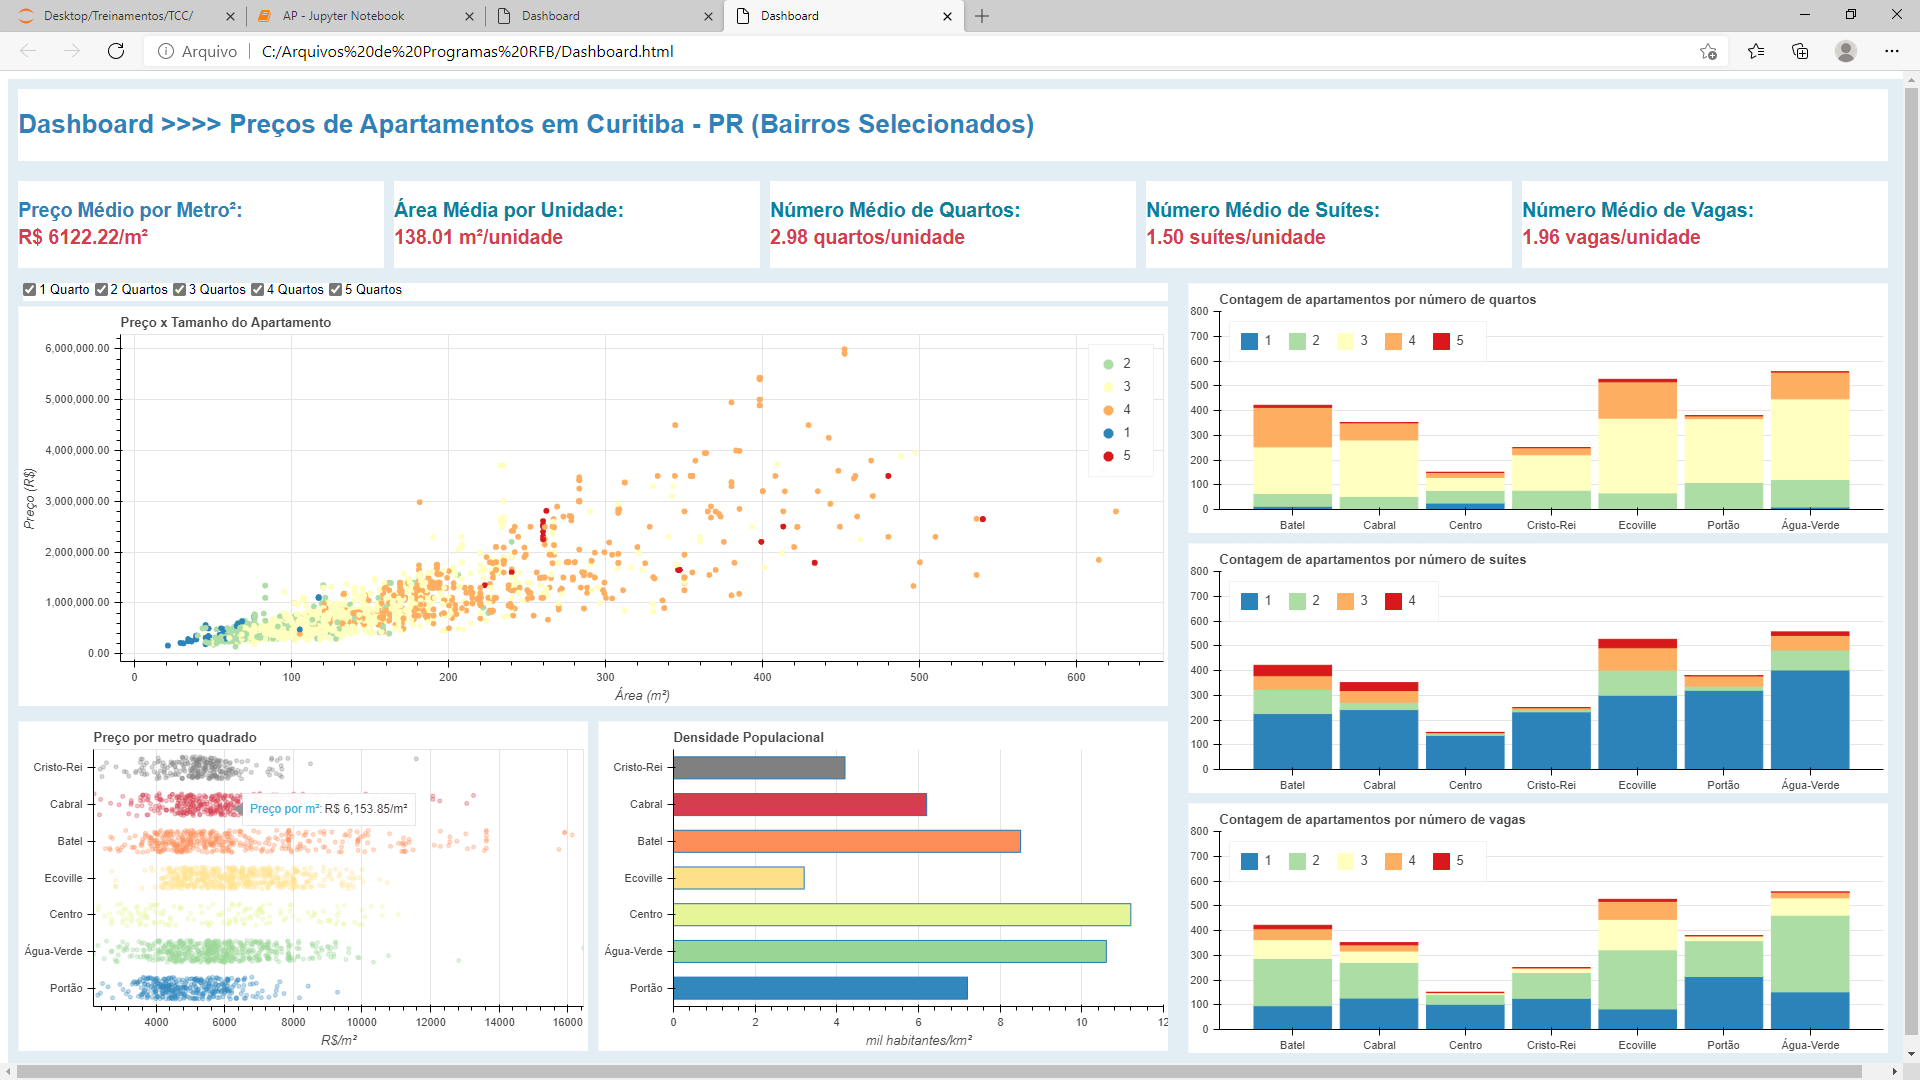 Desktop/Treinamentos/TCC/
AP - Jupyter Notebook
Dashboard
Dashboard
Arquivo
C:/Arquivos%20de%20Programas%20RFB/Dashboard.html
Dashboard >>>> Preços de Apartamentos em Curitiba - PR (Bairros Selecionados)
Preço Médio por Metro²:
R$ 6122.22/m²
Área Média por Unidade:
138.01 m²/unidade
Número Médio de Quartos:
2.98 quartos/unidade
Número Médio de Suítes:
1.50 suítes/unidade
Número Médio de Vagas:
1.96 vagas/unidade
1 Quarto 2 Quartos 3 Quartos 4 Quartos 5 Quartos
Preço x Tamanho do Apartamento
6,000,000.00
5,000,000.00
4,000,000.00
3,000,000.00
2,000,000.00
1,000,000.00
0.00
Preço (R$)
2
3
4
1
5
0 100 200 300 400 500 600
Área (m²)
Preço por metro quadrado
Cristo-Rei
Cabral
Batel
Ecoville
Centro
Água-Verde
Portão
Preço por m²: R$ 6,153.85/m²
4000 6000 8000 10000 12000 14000 16000
R$/m²
Densidade Populacional
Cristo-Rei
Cabral
Batel
Ecoville
Centro
Água-Verde
Portão
0 2 4 6 8 10 12
mil habitantes/km²
Contagem de apartamentos por número de quartos
800
700
600
500
400
300
200
100
0
1 2 3 4 5
Batel Cabral Centro Cristo-Rei Ecoville Portão Água-Verde
Contagem de apartamentos por número de suítes
800
700
600
500
400
300
200
100
0
1 2 3 4
Batel Cabral Centro Cristo-Rei Ecoville Portão Água-Verde
Contagem de apartamentos por número de vagas
800
700
600
500
400
300
200
100
0
1 2 3 4 5
Batel Cabral Centro Cristo-Rei Ecoville Portão Água-Verde